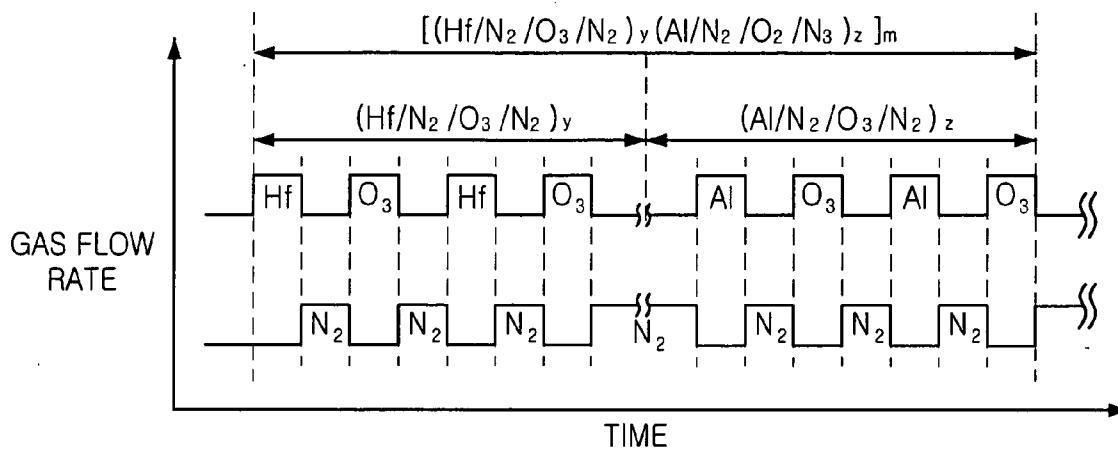 [(Hf/N₂/O₃/N₂)y(Al/N₂/O₂/N₃)z]m
(Hf/N₂/O₃/N₂)y (Al/N₂/O₃/N₂)z
Hf O₃ Hf O₃ Al O₃ Al O₃
GAS FLOW
RATE
N₂ N₂ N₂ N₂ N₂ N₂ N₂
TIME